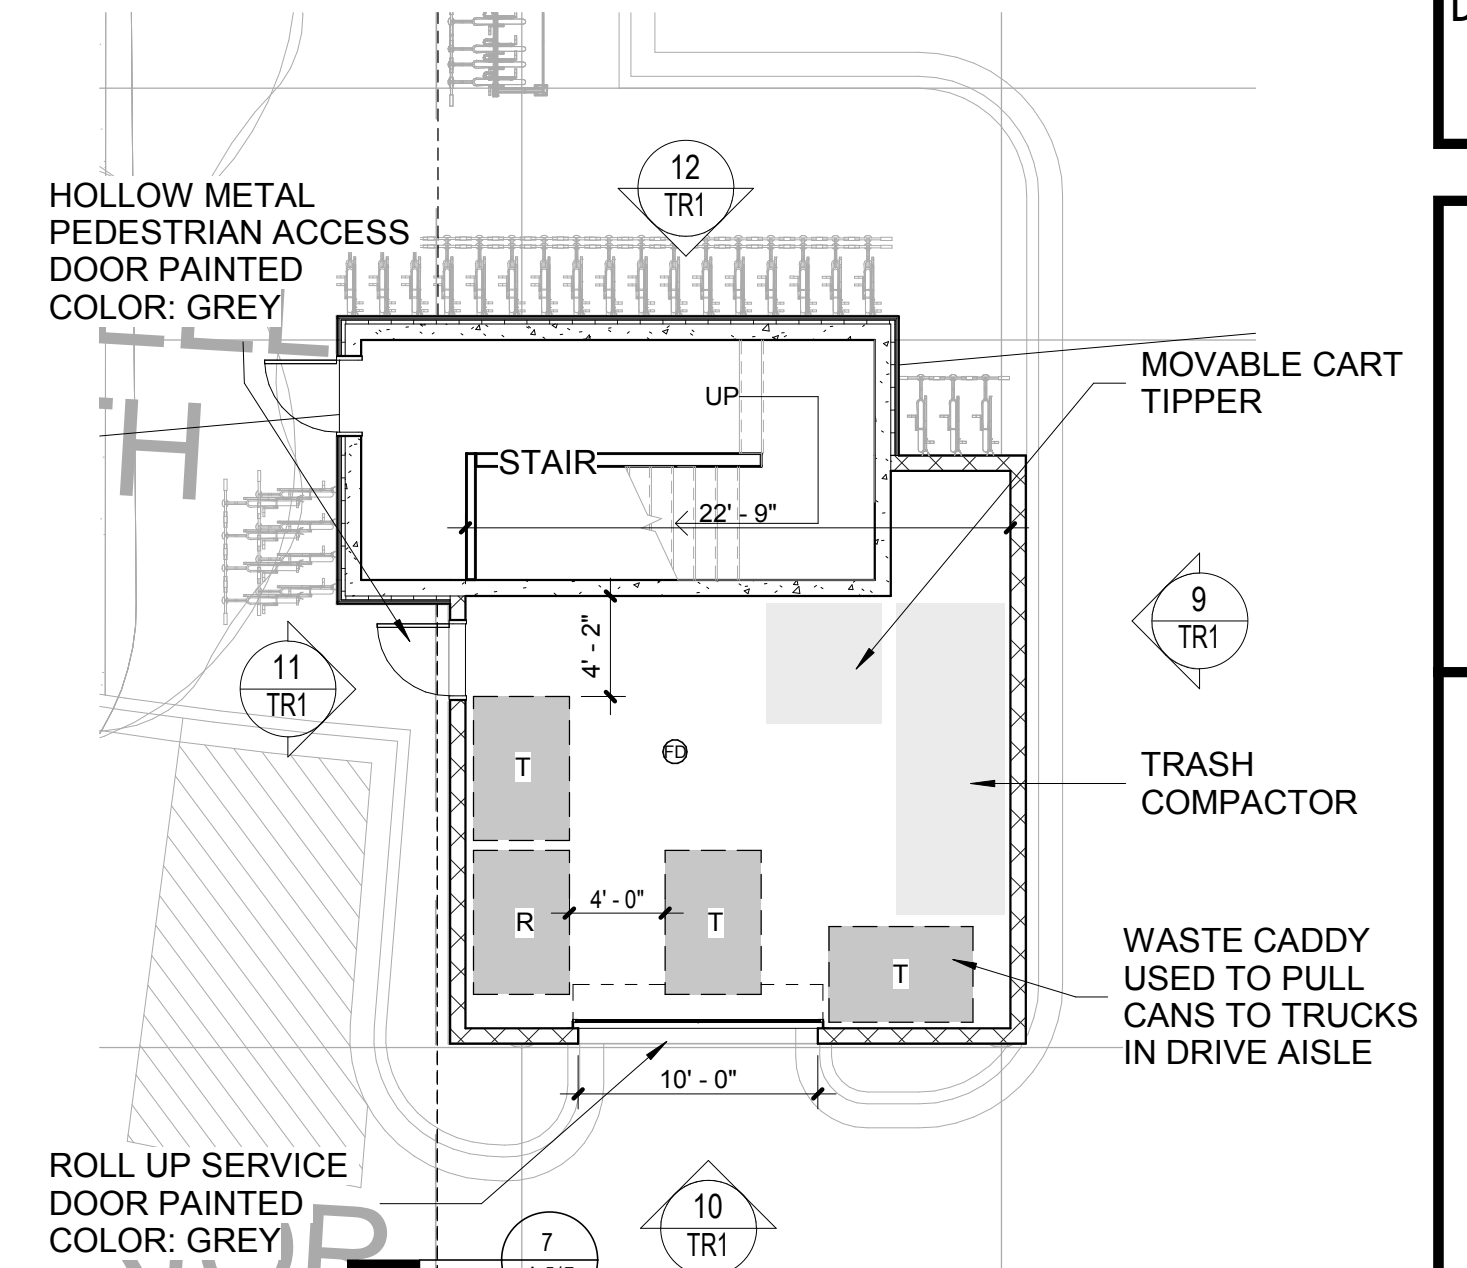 D
12
TR1
HOLLOW METAL
PEDESTRIAN ACCESS
DOOR PAINTED
COLOR: GREY
MOVABLE CART
TIPPER
UP
STAIR
22' - 9"
H
4' - 2"
9
TR1
11
TR1
T
FD
TRASH
COMPACTOR
R
4' - 0"
T
T
WASTE CADDY
USED TO PULL
CANS TO TRUCKS
IN DRIVE AISLE
10' - 0"
ROLL UP SERVICE
DOOR PAINTED
COLOR: GREY
10
TR1
7